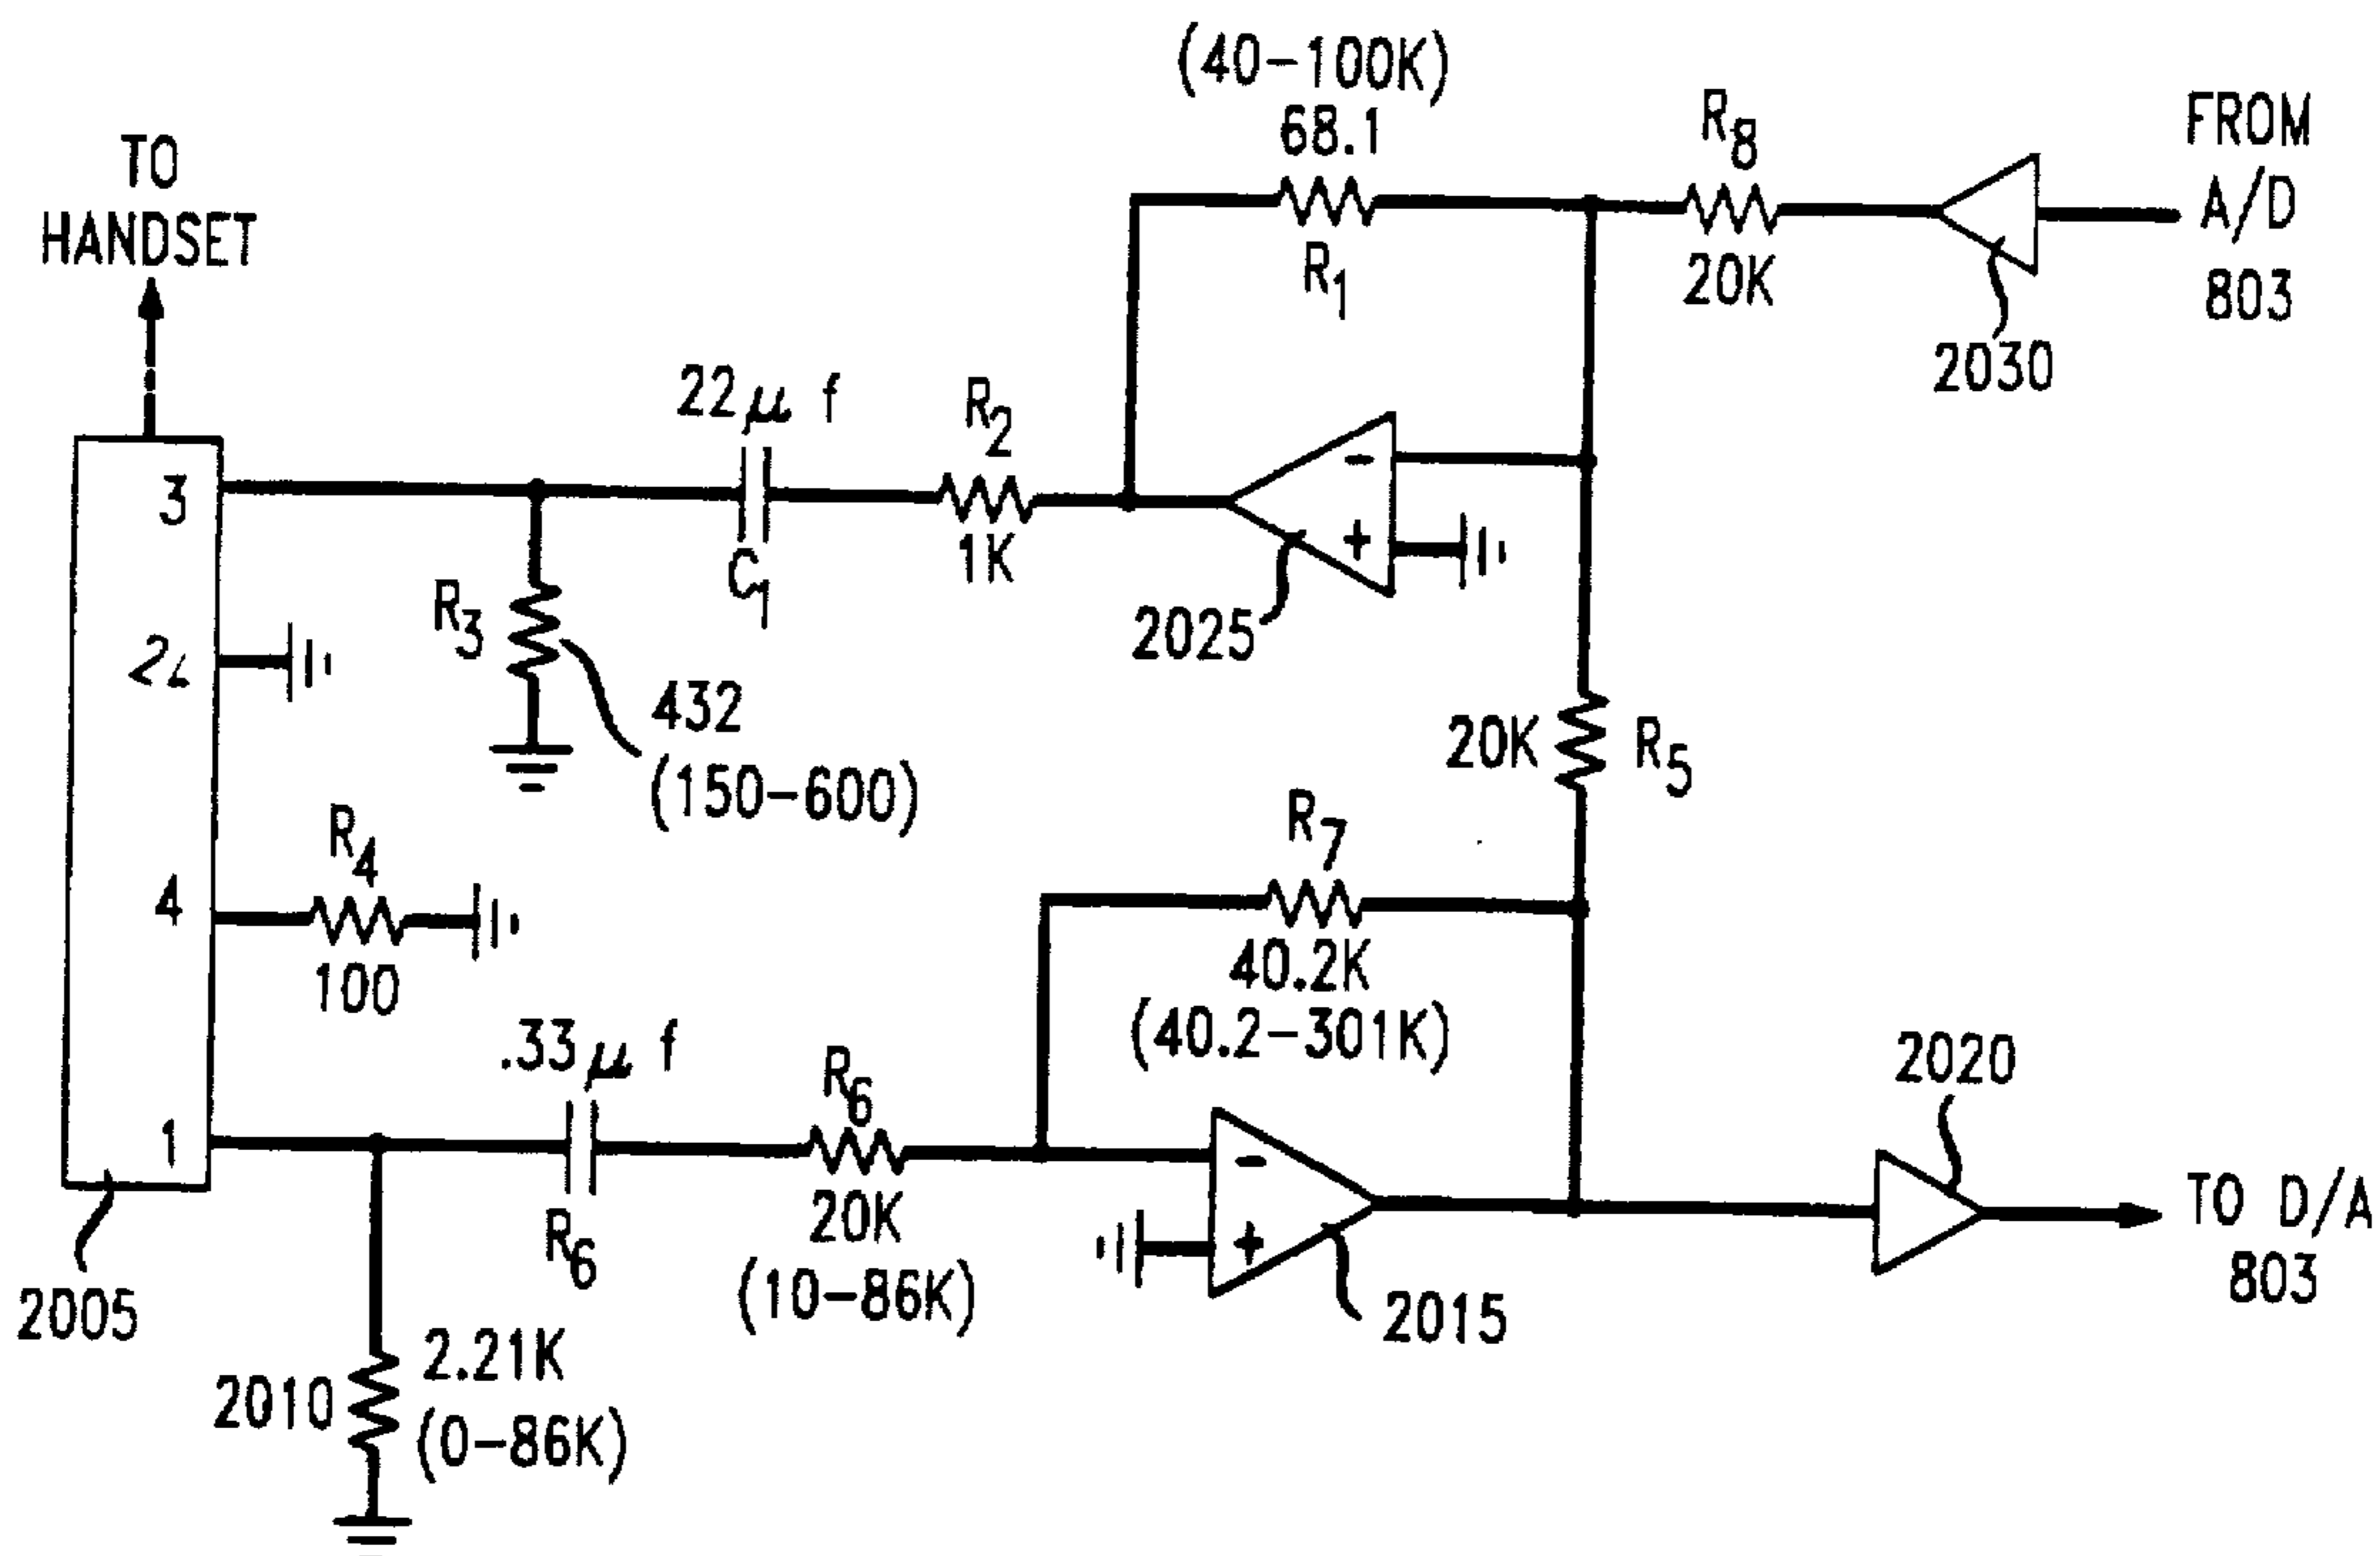 (40-100K)
68.1
R1
R8
20K
FROM
A/D
803
2030
TO
HANDSET
22μ f
C1
R2
1K
-
+
2025
3
R3
432
(150-600)
2
20K
R5
R4
100
4
R7
40.2K
(40.2-301K)
.33μ f
R6
R6
20K
(10-86K)
1
-
+
2015
2020
TO D/A
803
2005
2010
2.21K
(0-86K)